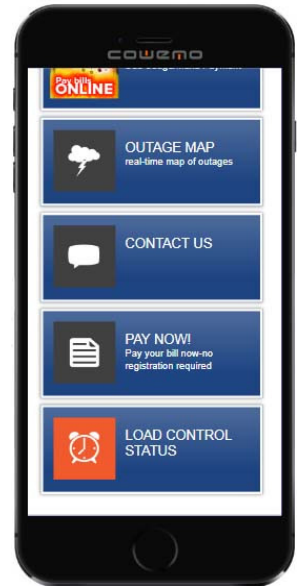 cowemo
Pay bills
ONLINE
OUTAGE MAP
real-time map of outages
CONTACT US
PAY NOW!
Pay your bill now-no
registration required
LOAD CONTROL
STATUS